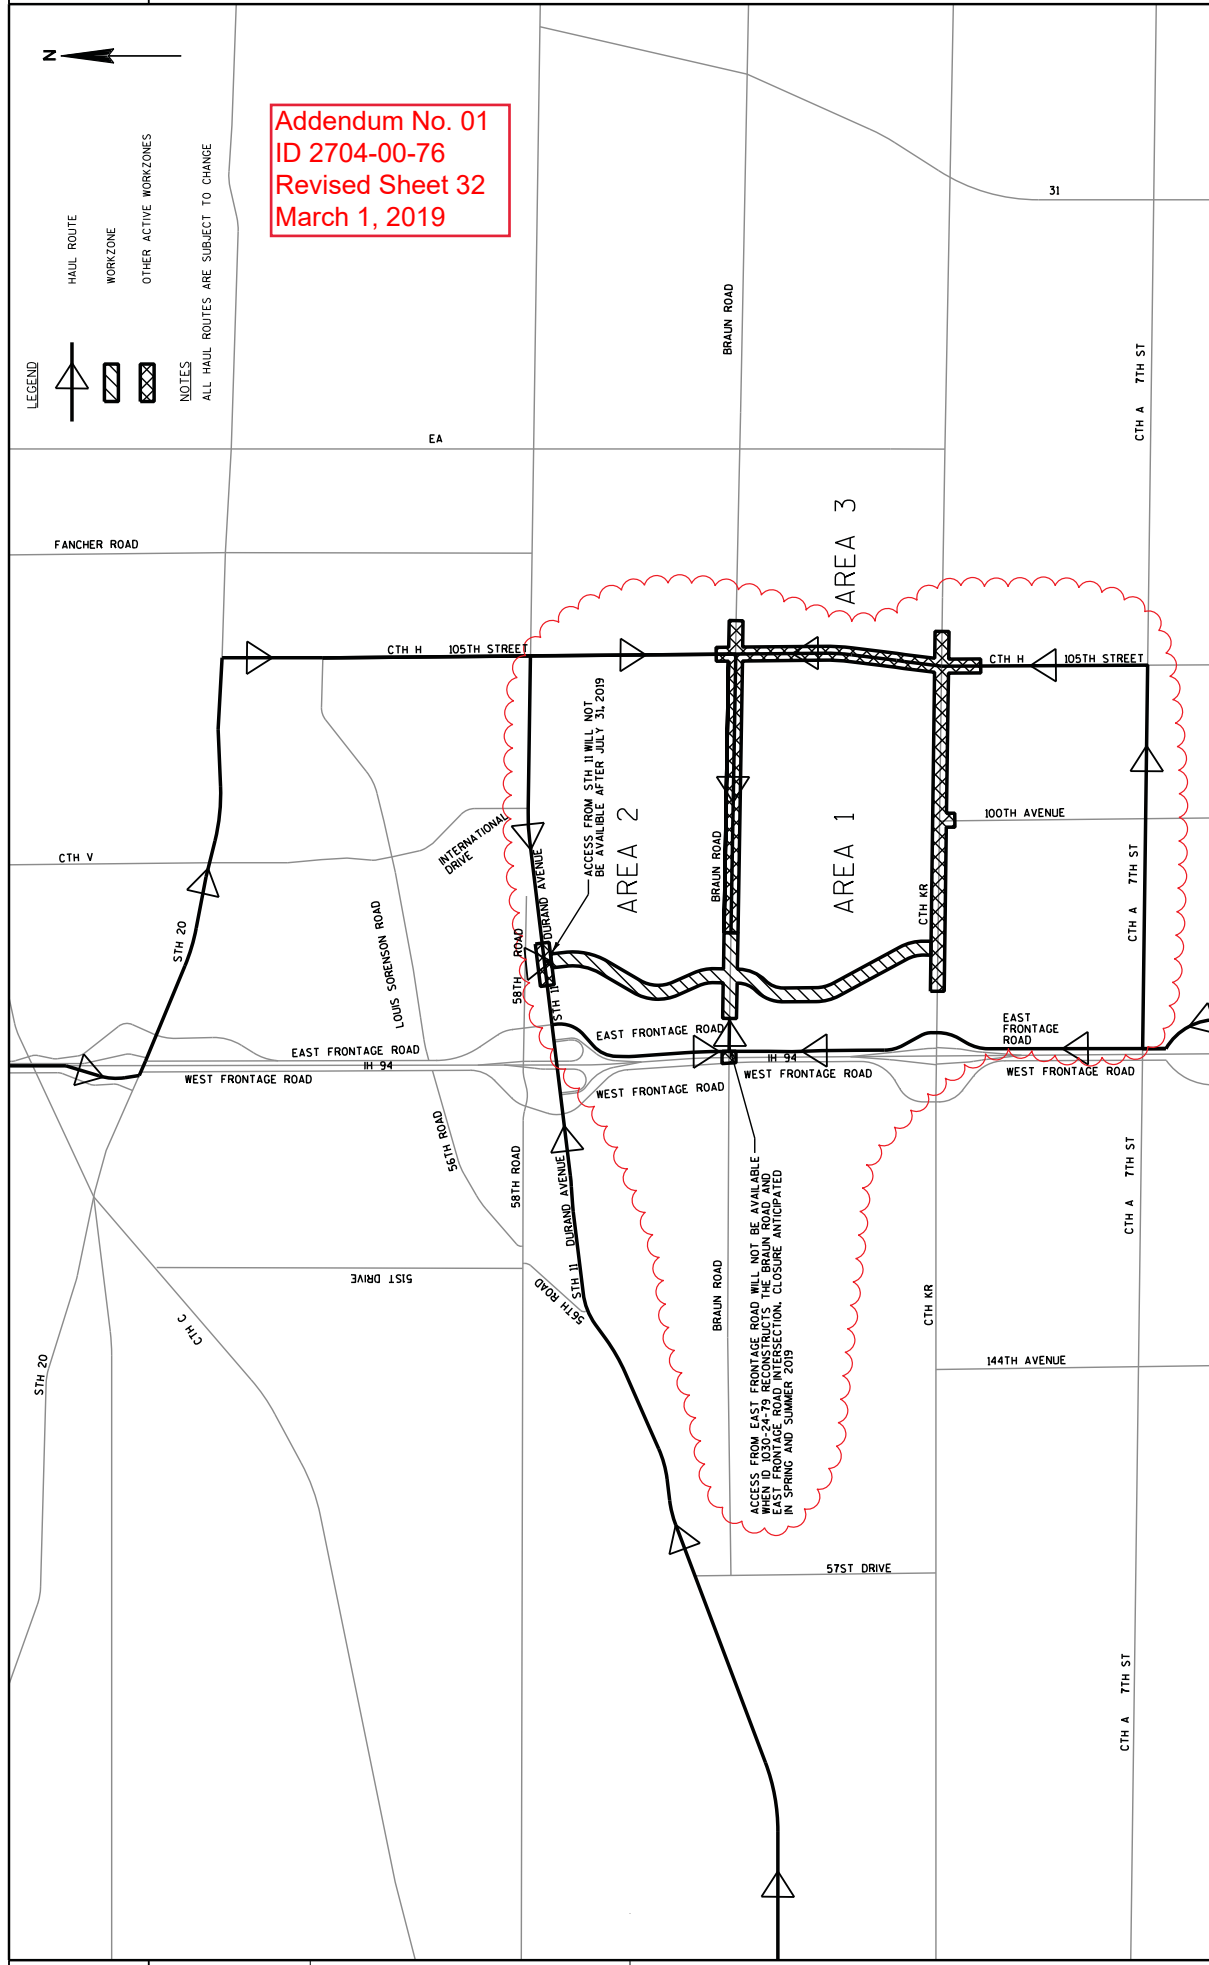 Addendum No. 01
ID 2704-00-76
Revised Sheet 32
March 1, 2019
N
LEGEND
HAUL ROUTE
WORKZONE
OTHER ACTIVE WORKZONES
NOTES
ALL HAUL ROUTES ARE SUBJECT TO CHANGE
31
BRAUN ROAD
CTH A 7TH ST
EA
FANCHER ROAD
AREA 3
CTH H 105TH STREET
CTH H 105TH STREET
ACCESS FROM STH 11 WILL NOT
BE AVAILIBLE AFTER JULY 31, 2019
INTERNATIONAL
DRIVE
CTH V
STH 20
LOUIS SORENSON ROAD
58TH ROAD
DURAND AVENUE
STH 11
AREA 2
BRAUN ROAD
AREA 1
CTH KR
100TH AVENUE
CTH A 7TH ST
EAST FRONTAGE ROAD
IH 94
WEST FRONTAGE ROAD
EAST FRONTAGE ROAD
WEST FRONTAGE ROAD
IH 94
WEST FRONTAGE ROAD
EAST
FRONTAGE
ROAD
WEST FRONTAGE ROAD
56TH ROAD
58TH ROAD
STH 11 DURAND AVENUE
56TH ROAD
51ST DRIVE
CTH C
STH 20
BRAUN ROAD
ACCESS FROM EAST FRONTAGE ROAD WILL NOT BE AVAILABLE
WHEN ID 1030-24-79 RECONSTRUCTS THE BRAUN ROAD AND
EAST FRONTAGE ROAD INTERSECTION. CLOSURE ANTICIPATED
IN SPRING AND SUMMER 2019
CTH KR
144TH AVENUE
CTH A 7TH ST
57ST DRIVE
CTH A 7TH ST